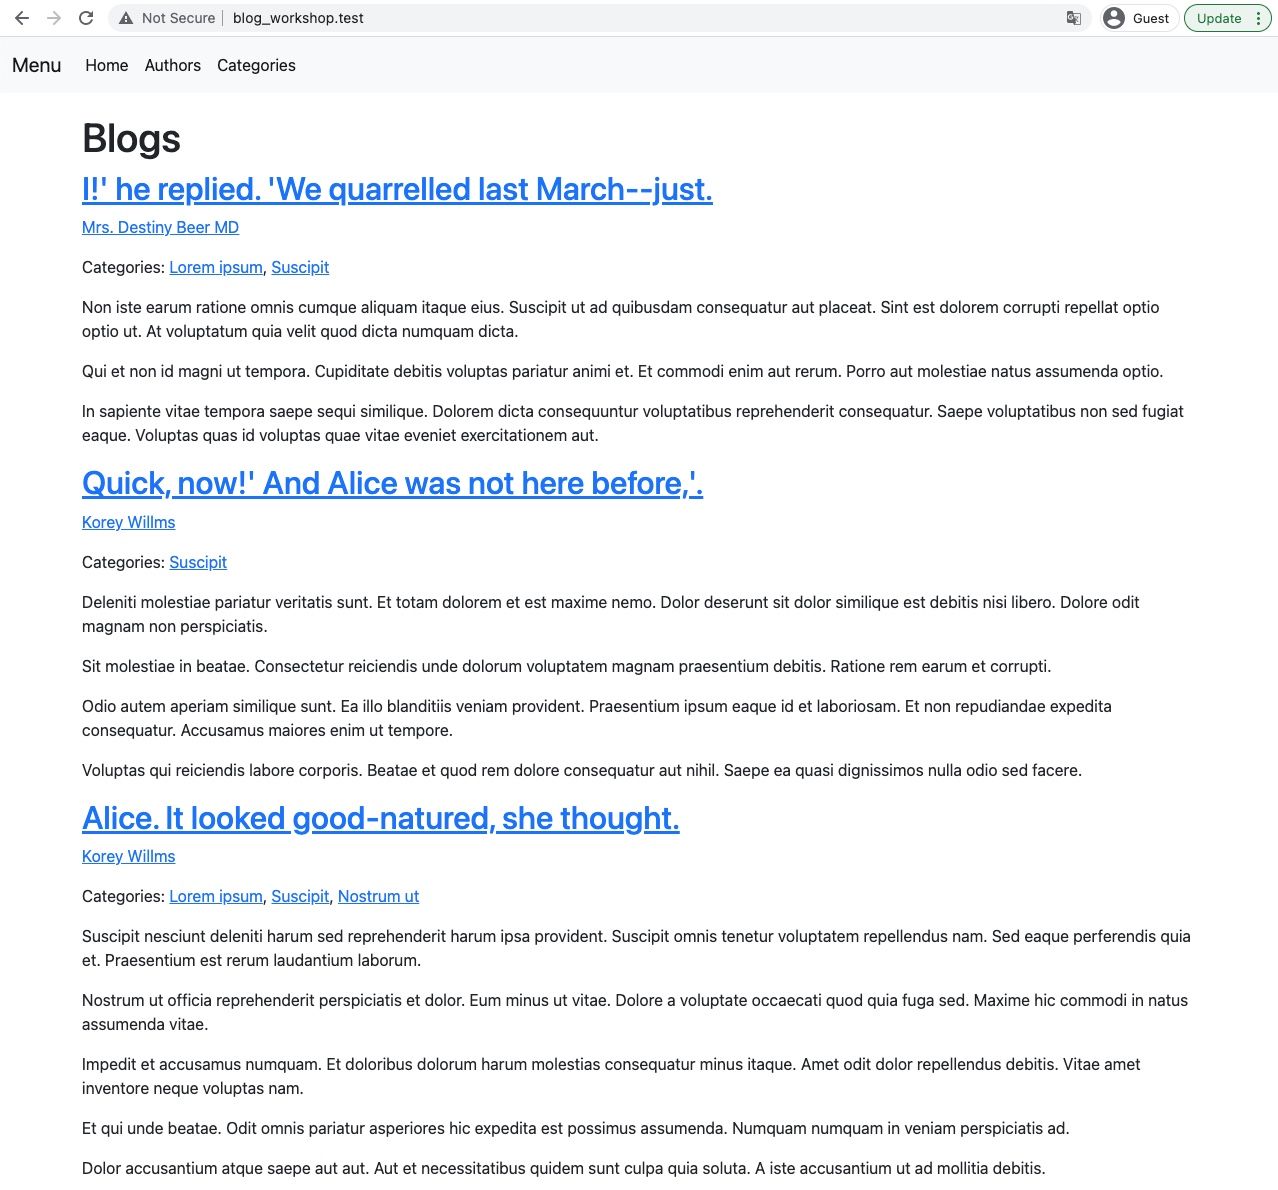 Not Secure | blog_workshop.test
Guest
Update
Menu Home Authors Categories
Blogs
I!' he replied. 'We quarrelled last March--just.
Mrs. Destiny Beer MD
Categories: Lorem ipsum, Suscipit
Non iste earum ratione omnis cumque aliquam itaque eius. Suscipit ut ad quibusdam consequatur aut placeat. Sint est dolorem corrupti repellat optio
optio ut. At voluptatum quia velit quod dicta numquam dicta.
Qui et non id magni ut tempora. Cupiditate debitis voluptas pariatur animi et. Et commodi enim aut rerum. Porro aut molestiae natus assumenda optio.
In sapiente vitae tempora saepe sequi similique. Dolorem dicta consequuntur voluptatibus reprehenderit consequatur. Saepe voluptatibus non sed fugiat
eaque. Voluptas quas id voluptas quae vitae eveniet exercitationem aut.
Quick, now!' And Alice was not here before,'.
Korey Willms
Categories: Suscipit
Deleniti molestiae pariatur veritatis sunt. Et totam dolorem et est maxime nemo. Dolor deserunt sit dolor similique est debitis nisi libero. Dolore odit
magnam non perspiciatis.
Sit molestiae in beatae. Consectetur reiciendis unde dolorum voluptatem magnam praesentium debitis. Ratione rem earum et corrupti.
Odio autem aperiam similique sunt. Ea illo blanditiis veniam provident. Praesentium ipsum eaque id et laboriosam. Et non repudiandae expedita
consequatur. Accusamus maiores enim ut tempore.
Voluptas qui reiciendis labore corporis. Beatae et quod rem dolore consequatur aut nihil. Saepe ea quasi dignissimos nulla odio sed facere.
Alice. It looked good-natured, she thought.
Korey Willms
Categories: Lorem ipsum, Suscipit, Nostrum ut
Suscipit nesciunt deleniti harum sed reprehenderit harum ipsa provident. Suscipit omnis tenetur voluptatem repellendus nam. Sed eaque perferendis quia
et. Praesentium est rerum laudantium laborum.
Nostrum ut officia reprehenderit perspiciatis et dolor. Eum minus ut vitae. Dolore a voluptate occaecati quod quia fuga sed. Maxime hic commodi in natus
assumenda vitae.
Impedit et accusamus numquam. Et doloribus dolorum harum molestias consequatur minus itaque. Amet odit dolor repellendus debitis. Vitae amet
inventore neque voluptas nam.
Et qui unde beatae. Odit omnis pariatur asperiores hic expedita est possimus assumenda. Numquam numquam in veniam perspiciatis ad.
Dolor accusantium atque saepe aut aut. Aut et necessitatibus quidem sunt culpa quia soluta. A iste accusantium ut ad mollitia debitis.